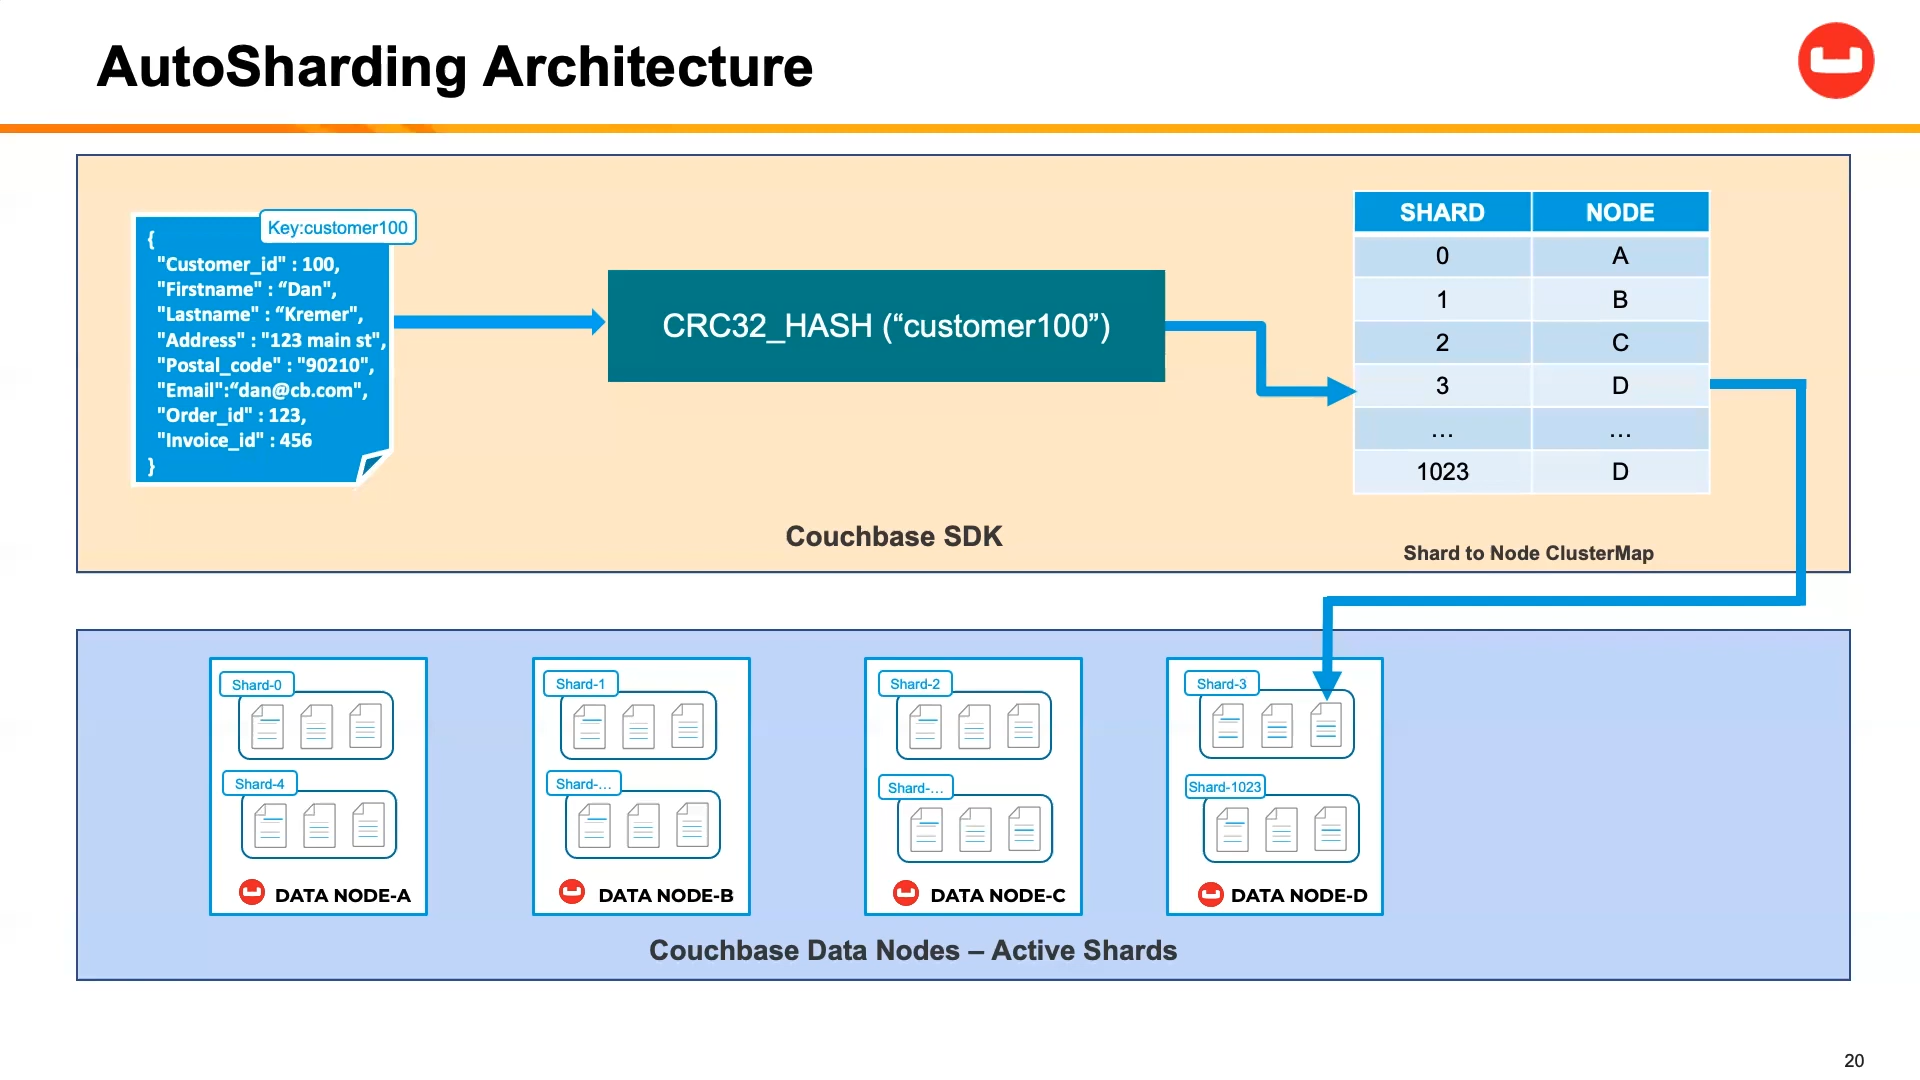 AutoSharding Architecture
Key:customer100
{
"Customer_id" : 100,
"Firstname" : “Dan",
"Lastname" : “Kremer",
"Address" : "123 main st",
"Postal_code" : "90210",
"Email":“dan@cb.com",
"Order_id" : 123,
"Invoice_id" : 456
}
CRC32_HASH (“customer100”)
SHARD NODE
0 A
1 B
2 C
3 D
... ...
1023 D
Couchbase SDK
Shard to Node ClusterMap
Shard-0
Shard-4
DATA NODE-A
Shard-1
Shard-...
DATA NODE-B
Shard-2
Shard-...
DATA NODE-C
Shard-3
Shard-1023
DATA NODE-D
Couchbase Data Nodes – Active Shards
20